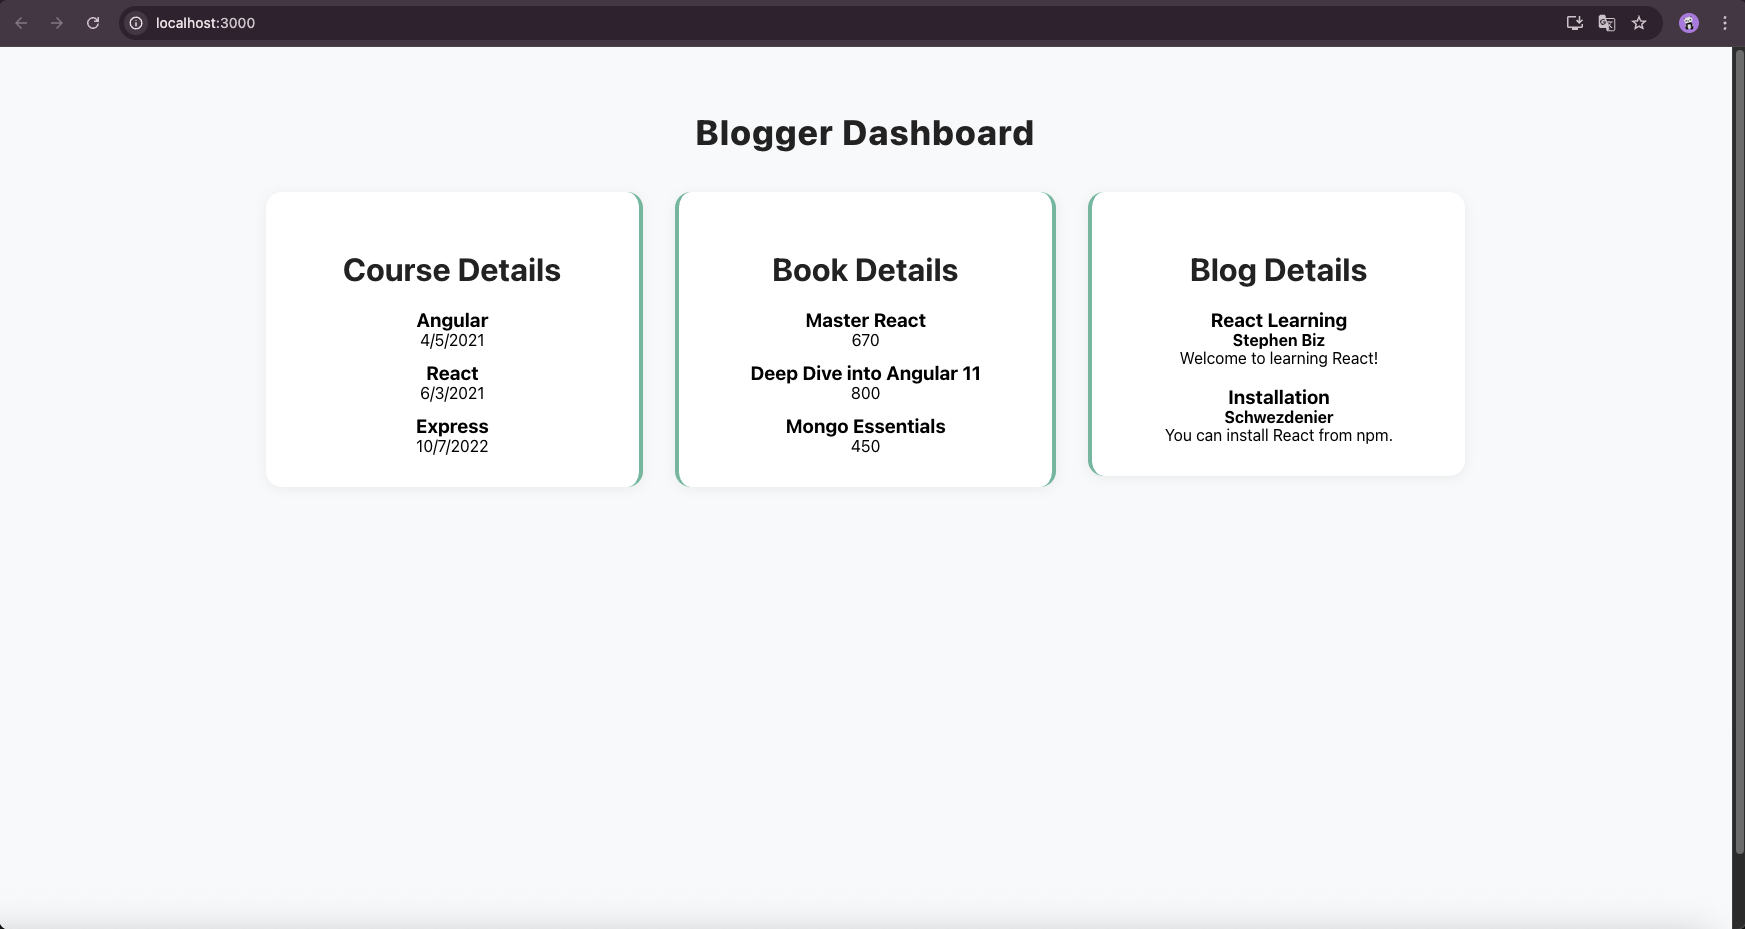 localhost:3000
Blogger Dashboard
Course Details
Angular
4/5/2021
React
6/3/2021
Express
10/7/2022
Book Details
Master React
670
Deep Dive into Angular 11
800
Mongo Essentials
450
Blog Details
React Learning
Stephen Biz
Welcome to learning React!
Installation
Schwezdenier
You can install React from npm.